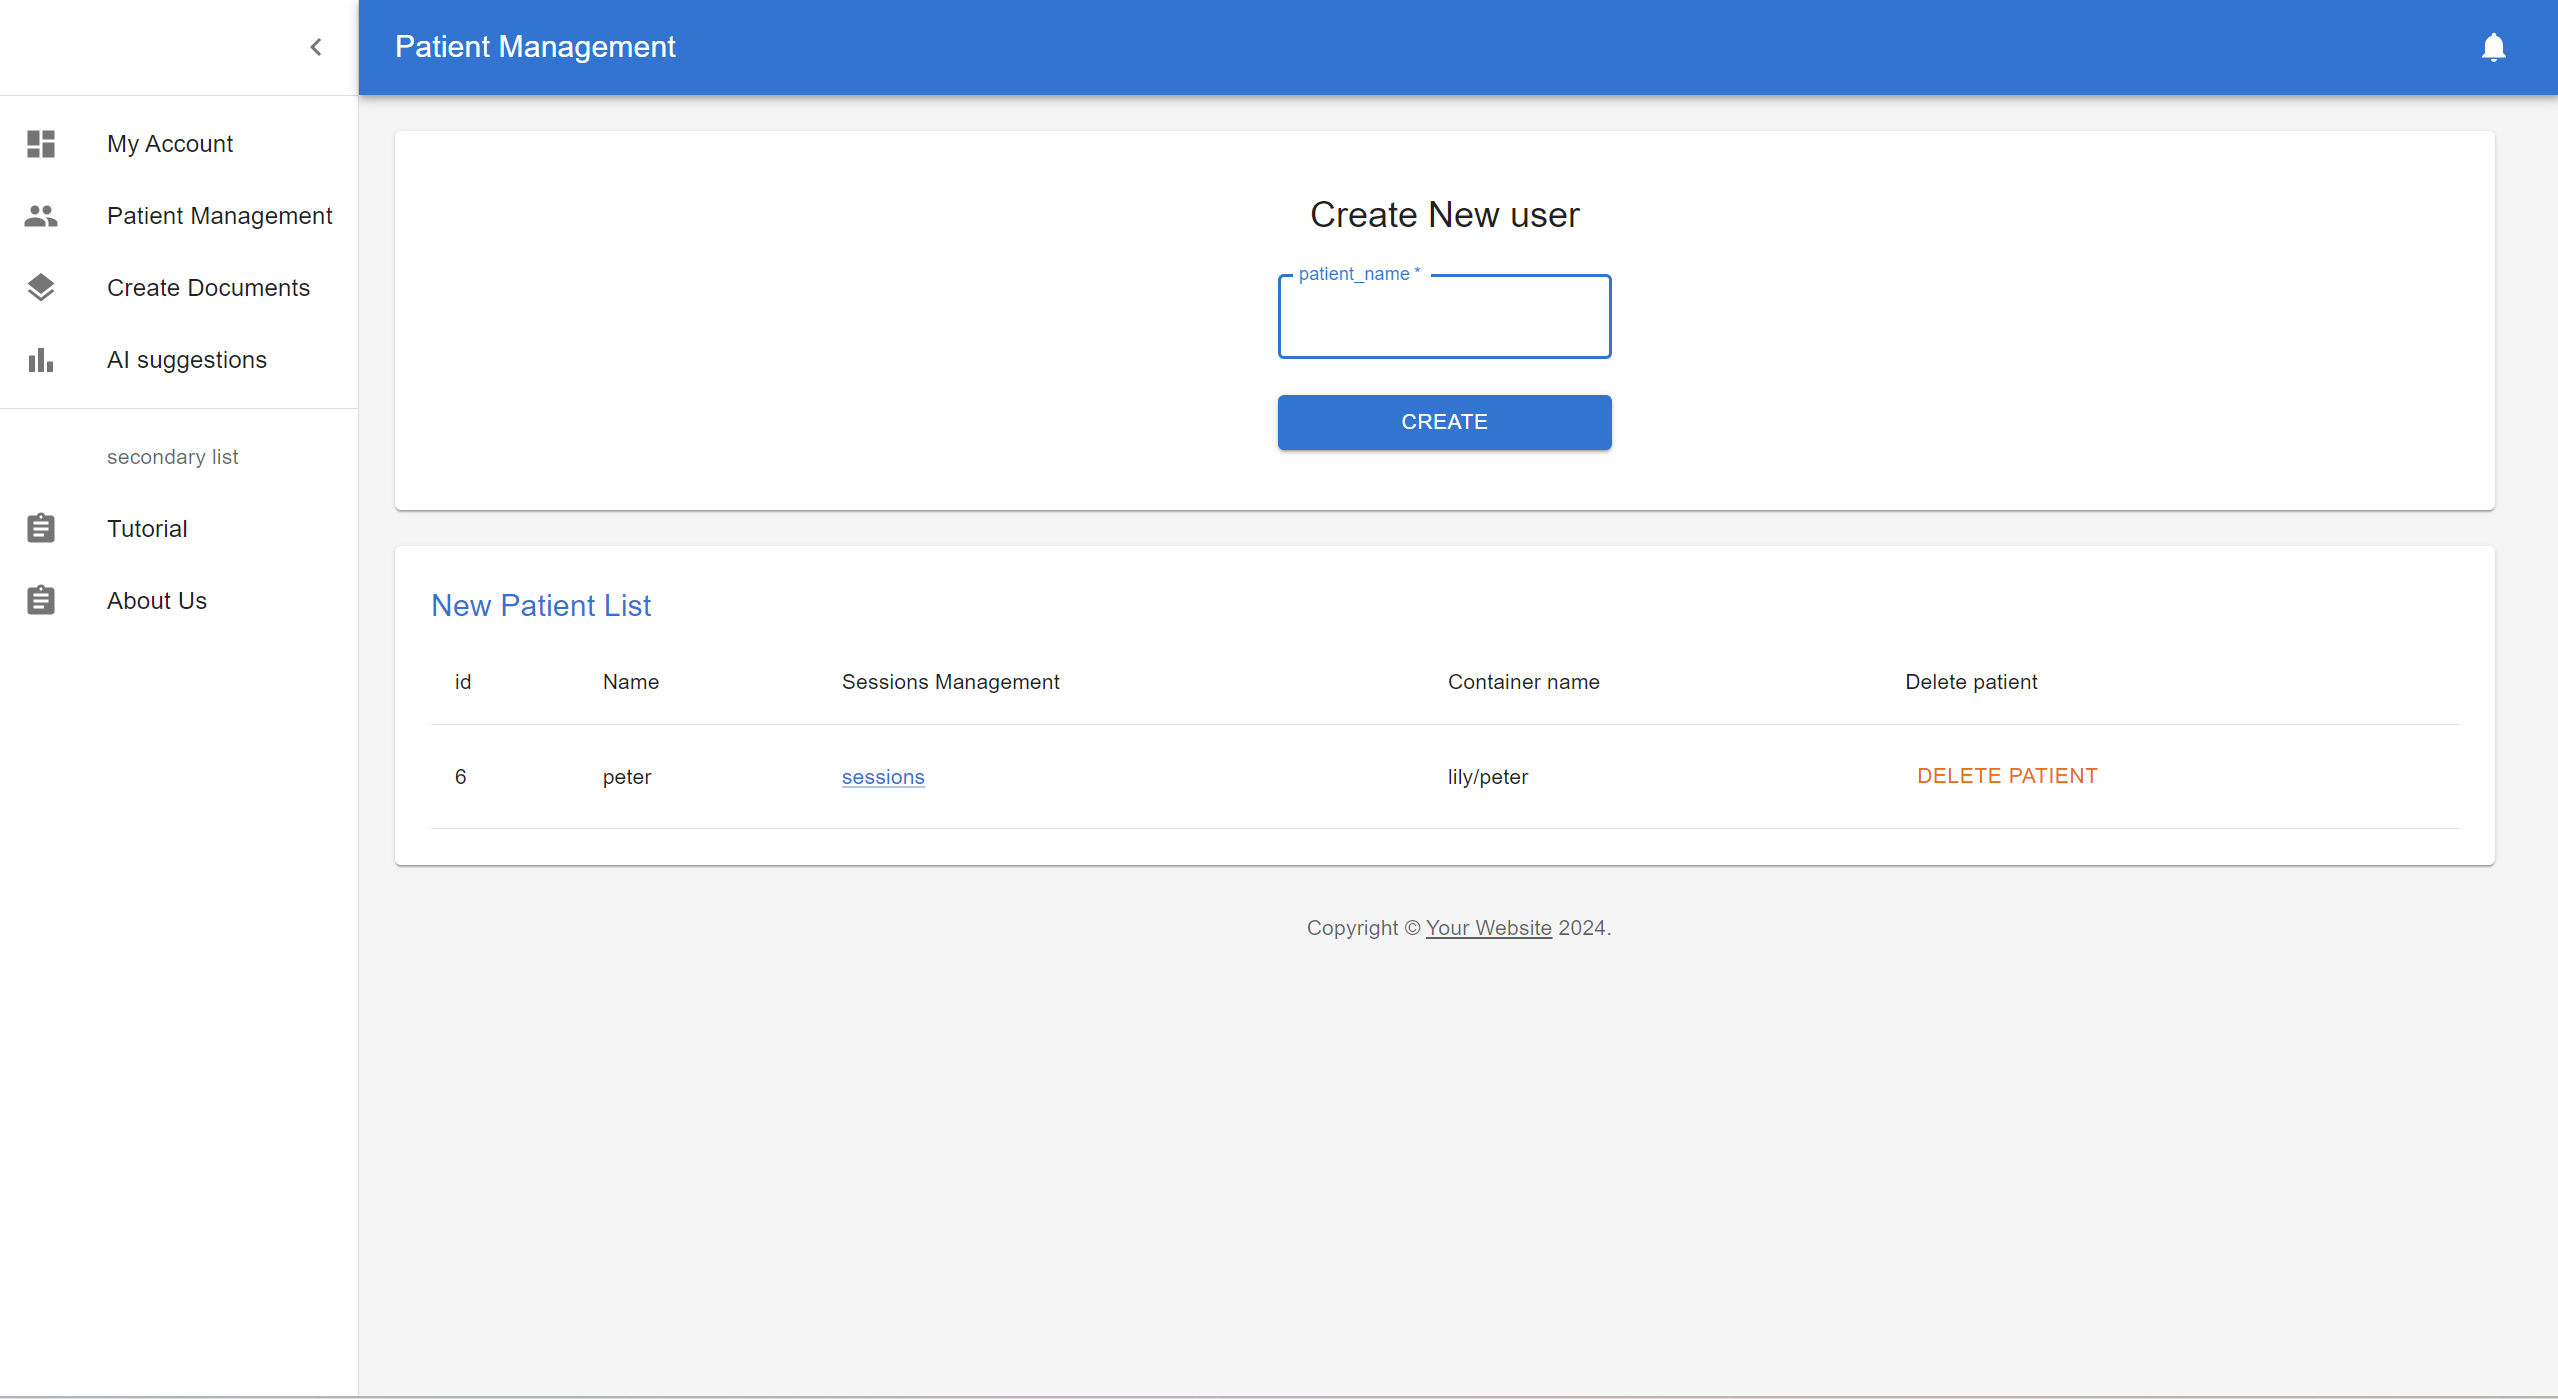 Patient Management
My Account
Patient Management
Create Documents
AI suggestions
secondary list
Tutorial
About Us
Create New user
patient_name *
CREATE
New Patient List
id Name Sessions Management Container name Delete patient
6 peter sessions lily/peter DELETE PATIENT
Copyright © Your Website 2024.